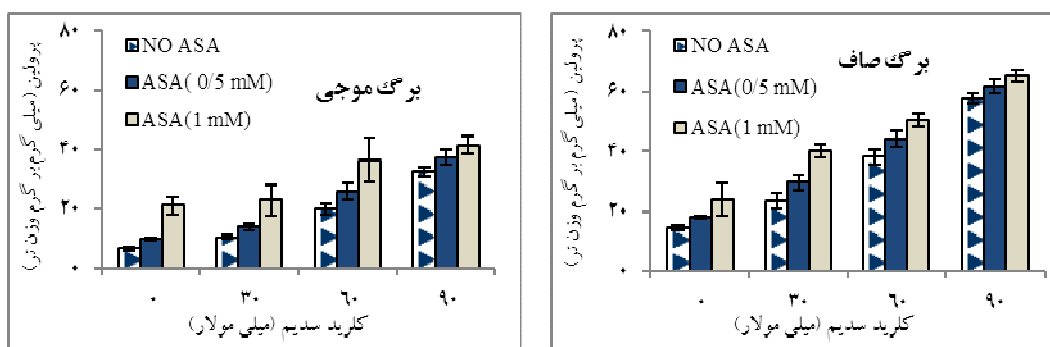 ۸۰
۶۰
۴۰
۲۰
۰
پرولین (میلی گرم بر گرم وزن تر)
NO ASA
ASA( 0/5 mM)
ASA(1 mM)
برگ موجی
۰ ۳۰ ۶۰ ۹۰
کلرید سدیم (میلی مولار)
۸۰
۶۰
۴۰
۲۰
۰
پرولین (میلی گرم بر گرم وزن تر)
NO ASA
ASA(0/5 mM)
ASA(1 mM)
برگ صاف
۰ ۳۰ ۶۰ ۹۰
کلرید سدیم (میلی مولار)